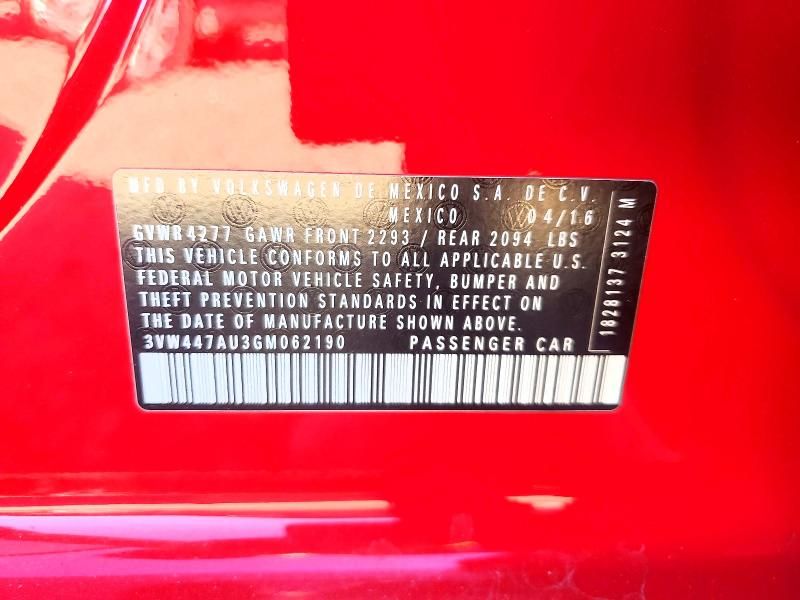 MFD BY VOLKSWAGEN DE MEXICO S.A. DE C.V.
MEXICO 04/16
GVWR 4277 GAWR FRONT 2293 / REAR 2094 LBS
THIS VEHICLE CONFORMS TO ALL APPLICABLE U.S.
FEDERAL MOTOR VEHICLE SAFETY, BUMPER AND
THEFT PREVENTION STANDARDS IN EFFECT ON
THE DATE OF MANUFACTURE SHOWN ABOVE.
3VW447AU3GM062190 PASSENGER CAR
1828137 3124 M